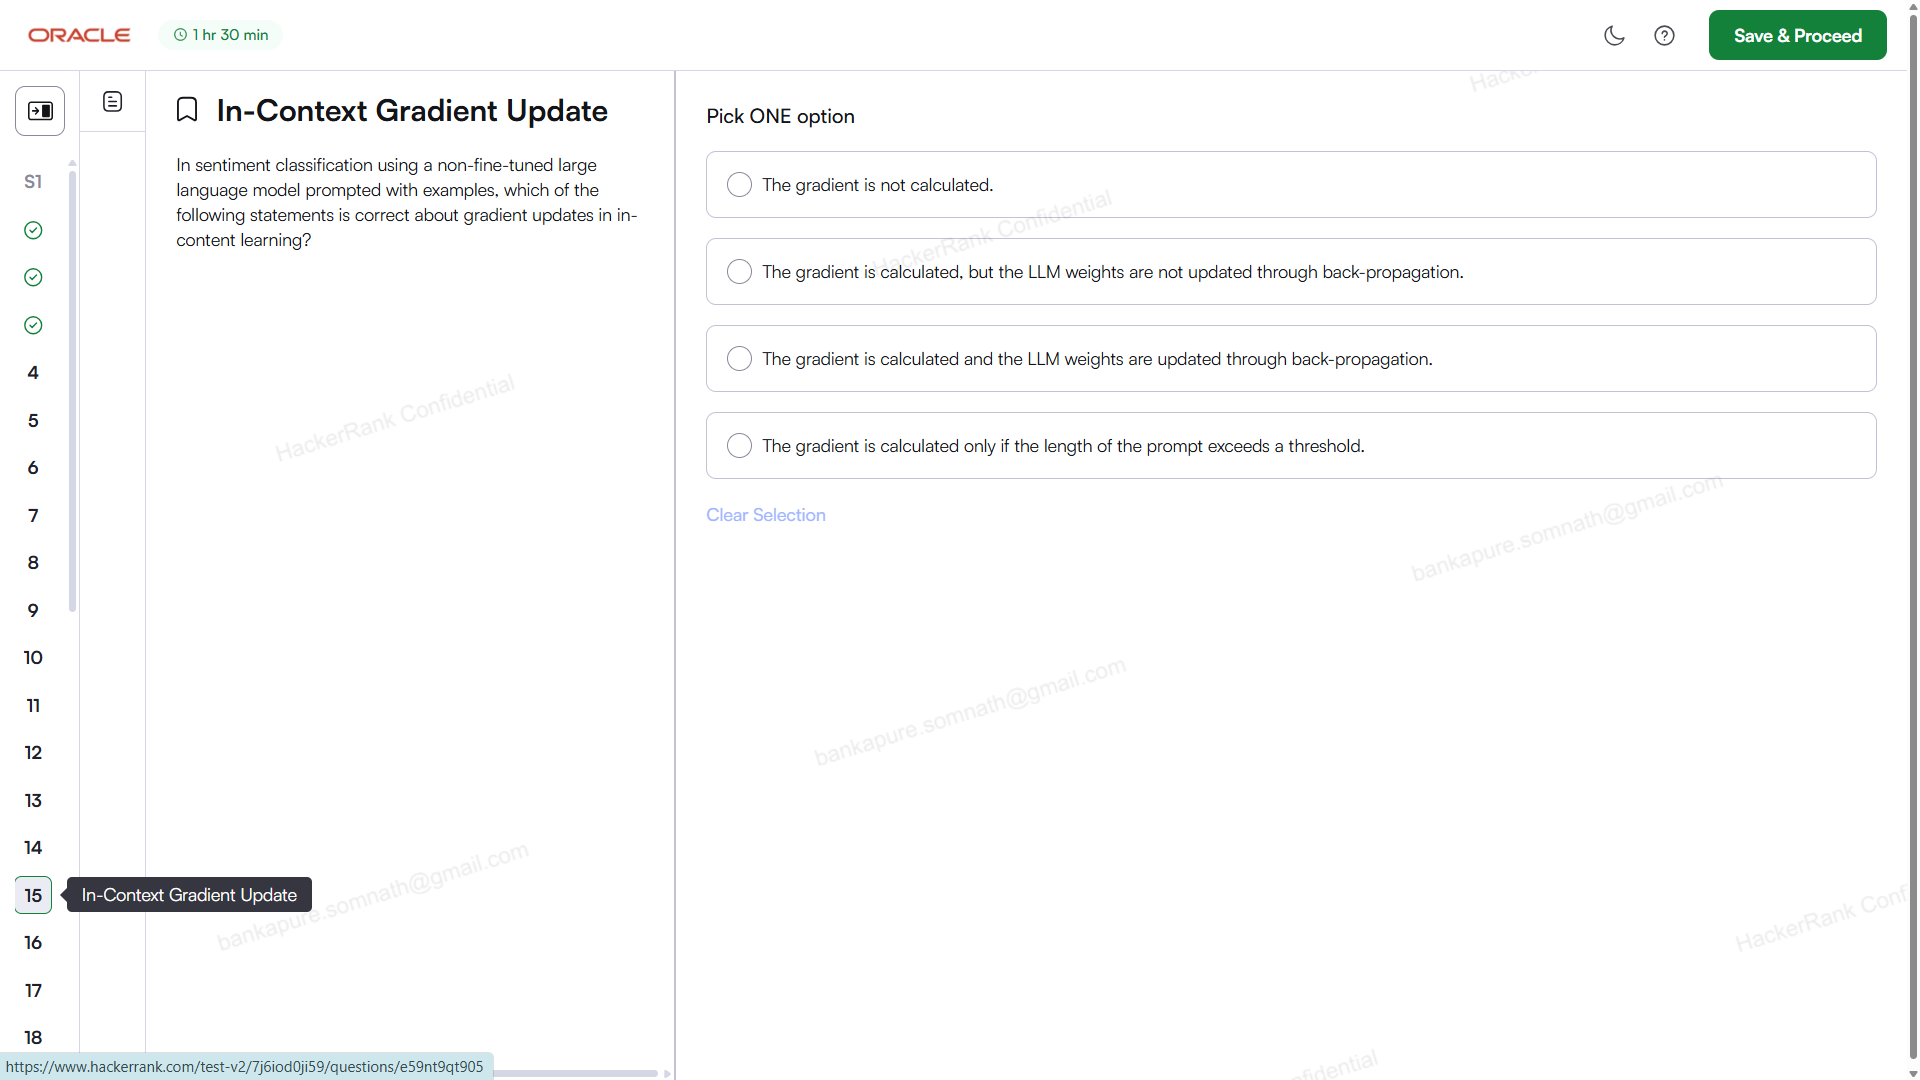 ORACLE
1 hr 30 min
Save & Proceed
S1
4
5
6
7
8
9
10
11
12
13
14
15
16
17
18
In-Context Gradient Update
In-Context Gradient Update
In sentiment classification using a non-fine-tuned large
language model prompted with examples, which of the
following statements is correct about gradient updates in in-
content learning?
Pick ONE option
The gradient is not calculated.
The gradient is calculated, but the LLM weights are not updated through back-propagation.
The gradient is calculated and the LLM weights are updated through back-propagation.
The gradient is calculated only if the length of the prompt exceeds a threshold.
Clear Selection
HackerRank Confidential
HackerRank Confidential
bankapure.somnath@gmail.com
bankapure.somnath@gmail.com
bankapure.somnath@gmail.com
HackerRank Conf
https://www.hackerrank.com/test-v2/7j6iod0ji59/questions/e59nt9qt905